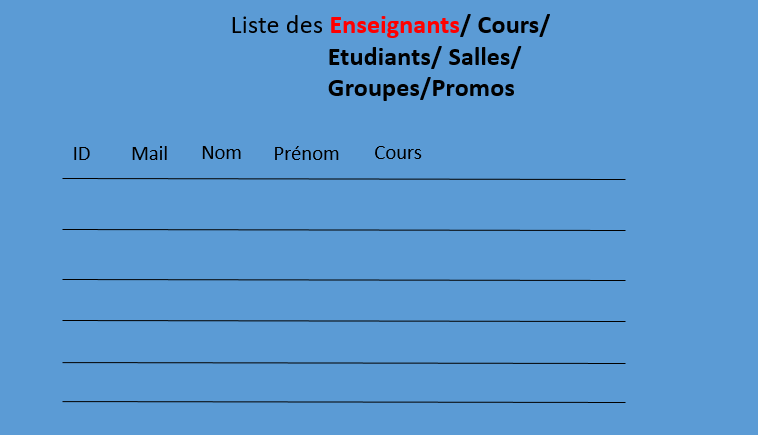 Liste des Enseignants/ Cours/
Etudiants/ Salles/
Groupes/Promos
ID Mail Nom Prénom Cours